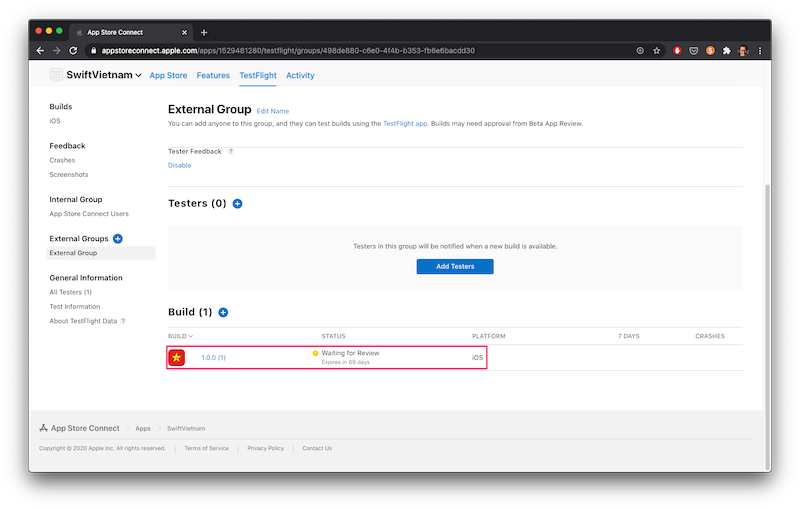 App Store Connect
appstoreconnect.apple.com/apps/1529481280/testflight/groups/498de880-c6e0-4f4b-b353-fb6e6bacdd30
SwiftVietnam App Store Features TestFlight Activity
Builds
iOS
Feedback
Crashes
Screenshots
Internal Group
App Store Connect Users
External Groups
External Group
General Information
All Testers (1)
Test Information
About TestFlight Data ?
External Group Edit Name
You can add anyone to this group, and they can test builds using the TestFlight app. Builds may need approval from Beta App Review.
Tester Feedback ?
Disable
Testers (0)
Testers in this group will be notified when a new build is available.
Add Testers
Build (1)
BUILD STATUS PLATFORM 7 DAYS CRASHES
1.0.0 (1) Waiting for Review iOS
Expires in 89 days
App Store Connect Apps SwiftVietnam
Copyright © 2020 Apple Inc. All rights reserved. Terms of Service Privacy Policy Contact Us